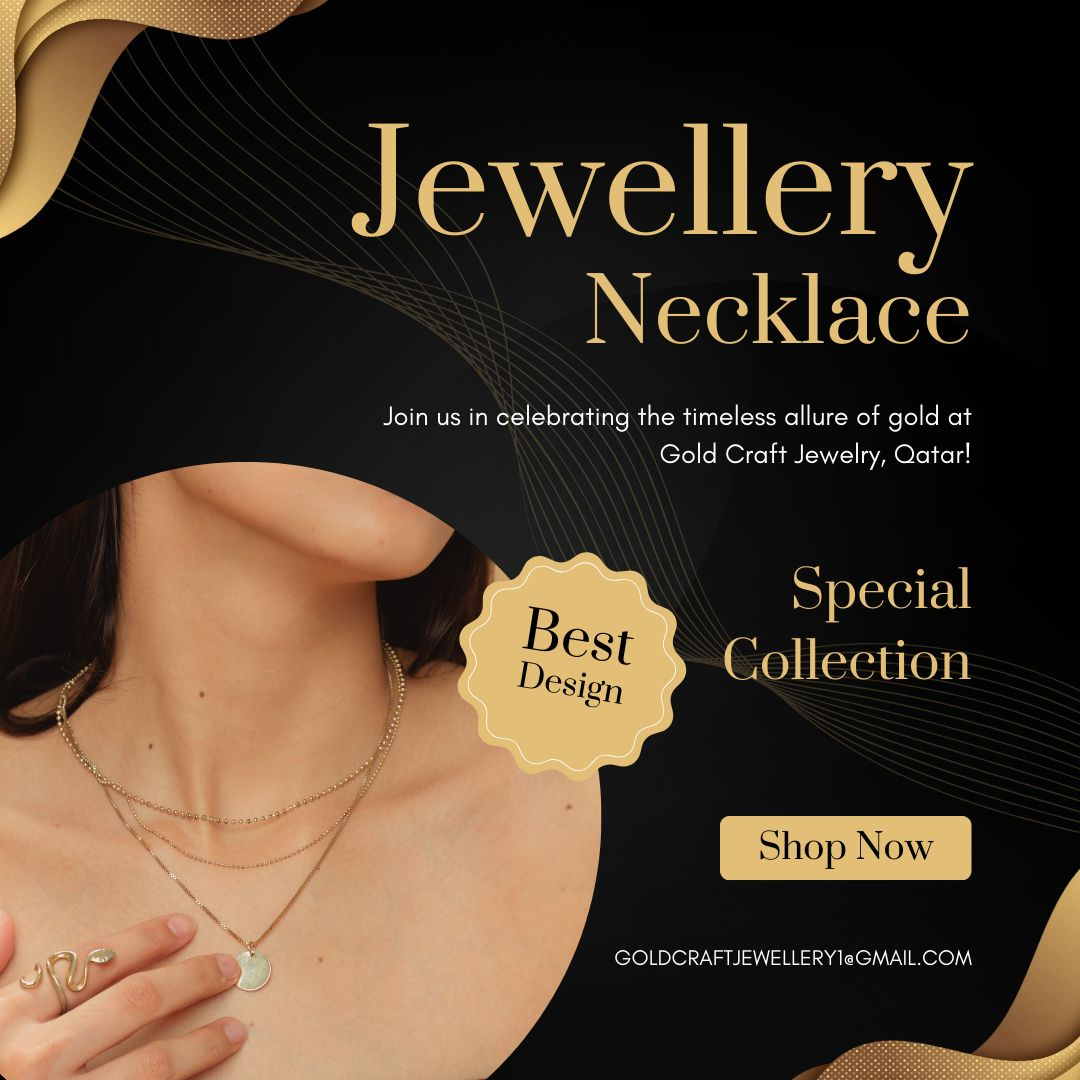 Jewellery
Necklace
Join us in celebrating the timeless allure of gold at
Gold Craft Jewelry, Qatar!
Best
Design
Special
Collection
Shop Now
GOLDCRAFTJEWELLERY1@GMAIL.COM